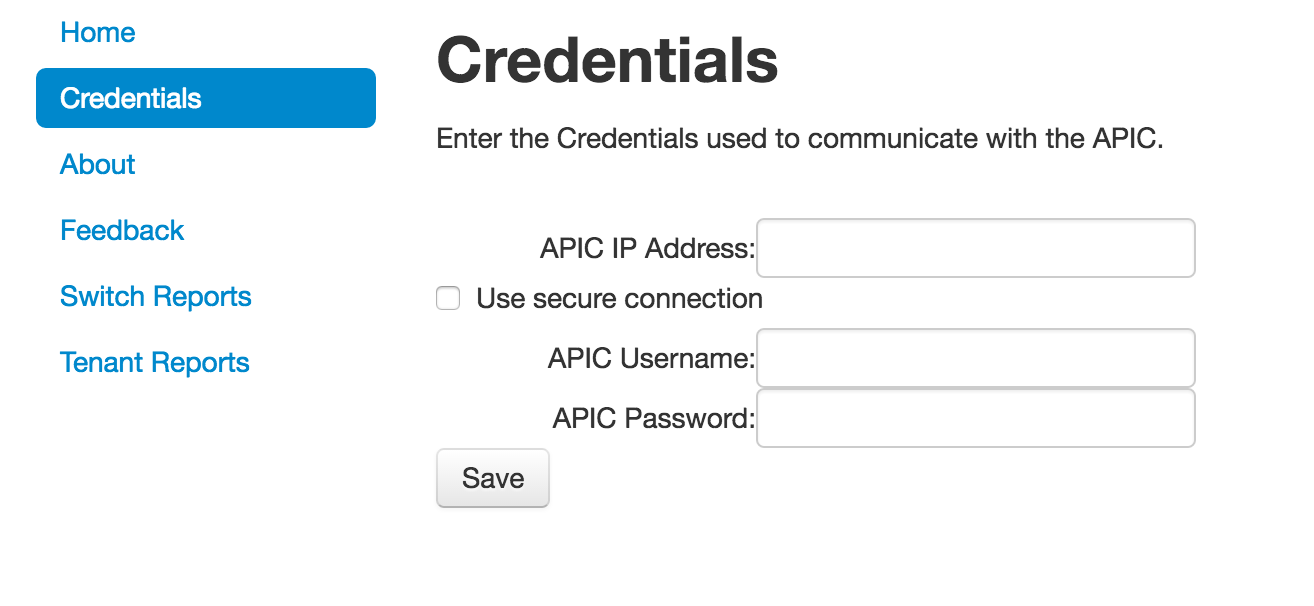 Home
Credentials
About
Feedback
Switch Reports
Tenant Reports
Credentials
Enter the Credentials used to communicate with the APIC.
APIC IP Address:
Use secure connection
APIC Username:
APIC Password:
Save